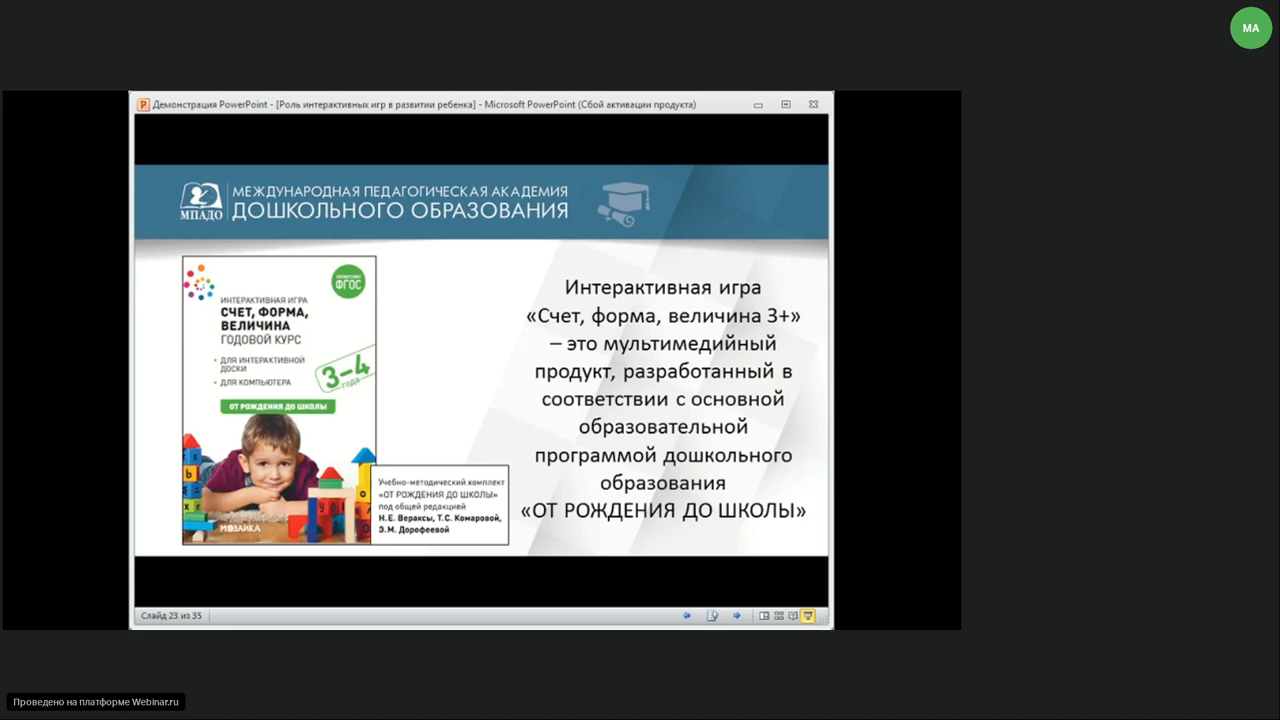 МА
Демонстрация PowerPoint - [Роль интерактивных игр в развитии ребенка] - Microsoft PowerPoint (Сбой активации продукта)
МПАДО
МЕЖДУНАРОДНАЯ ПЕДАГОГИЧЕСКАЯ АКАДЕМИЯ
ДОШКОЛЬНОГО ОБРАЗОВАНИЯ
ФГОС
ИНТЕРАКТИВНАЯ ИГРА
СЧЕТ, ФОРМА,
ВЕЛИЧИНА
ГОДОВОЙ КУРС
• ДЛЯ ИНТЕРАКТИВНОЙ
ДОСКИ
• ДЛЯ КОМПЬЮТЕРА
3–4
года
ОТ РОЖДЕНИЯ ДО ШКОЛЫ
МОЗАИКА
Учебно-методический комплект
«ОТ РОЖДЕНИЯ ДО ШКОЛЫ»
под общей редакцией
Н.Е. Вераксы, Т.С. Комаровой,
Э.М. Дорофеевой
Интерактивная игра
«Счет, форма, величина 3+»
– это мультимедийный
продукт, разработанный в
соответствии с основной
образовательной
программой дошкольного
образования
«ОТ РОЖДЕНИЯ ДО ШКОЛЫ»
Слайд 23 из 35
Проведено на платформе Webinar.ru